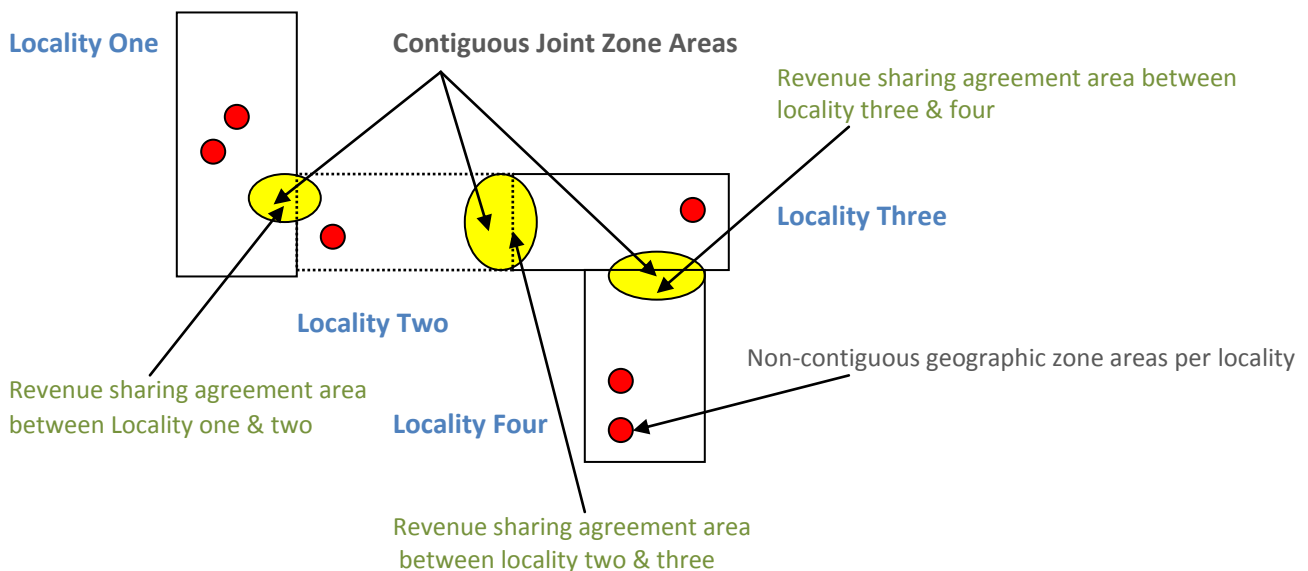 Locality One
Contiguous Joint Zone Areas
Revenue sharing agreement area between
locality three & four
Locality Three
Locality Two
Non-contiguous geographic zone areas per locality
Revenue sharing agreement area
between Locality one & two
Locality Four
Revenue sharing agreement area
between locality two & three